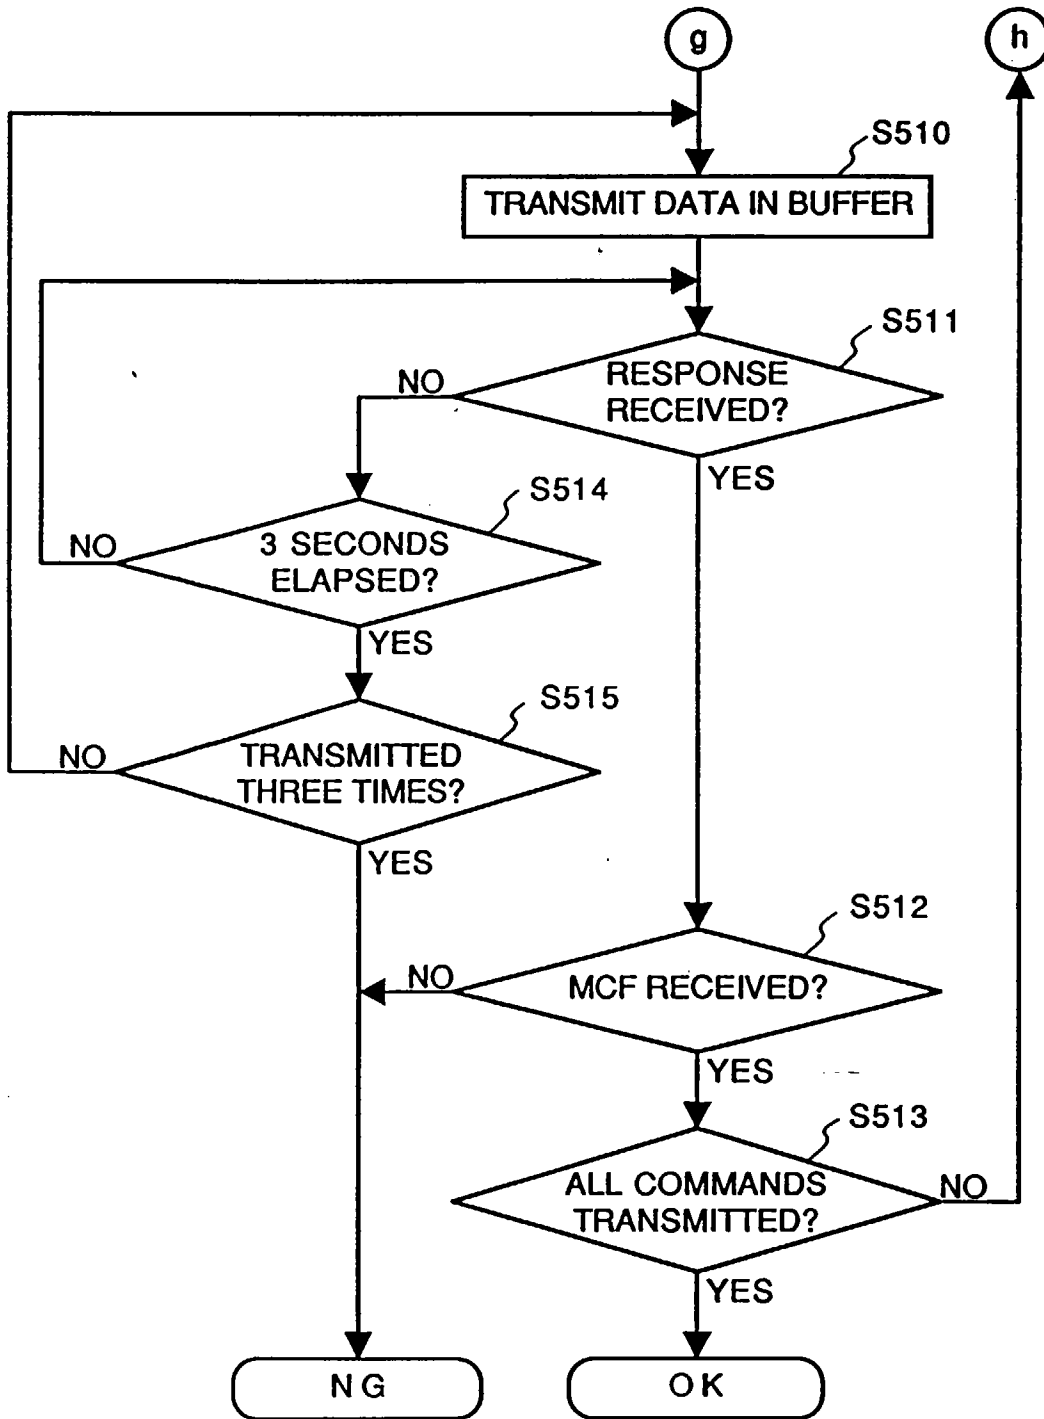 g
h
S510
TRANSMIT DATA IN BUFFER
S511
RESPONSE
RECEIVED?
NO
YES
S514
3 SECONDS
ELAPSED?
NO
YES
S515
TRANSMITTED
THREE TIMES?
NO
YES
S512
MCF RECEIVED?
NO
YES
S513
ALL COMMANDS
TRANSMITTED?
NO
YES
NG
OK